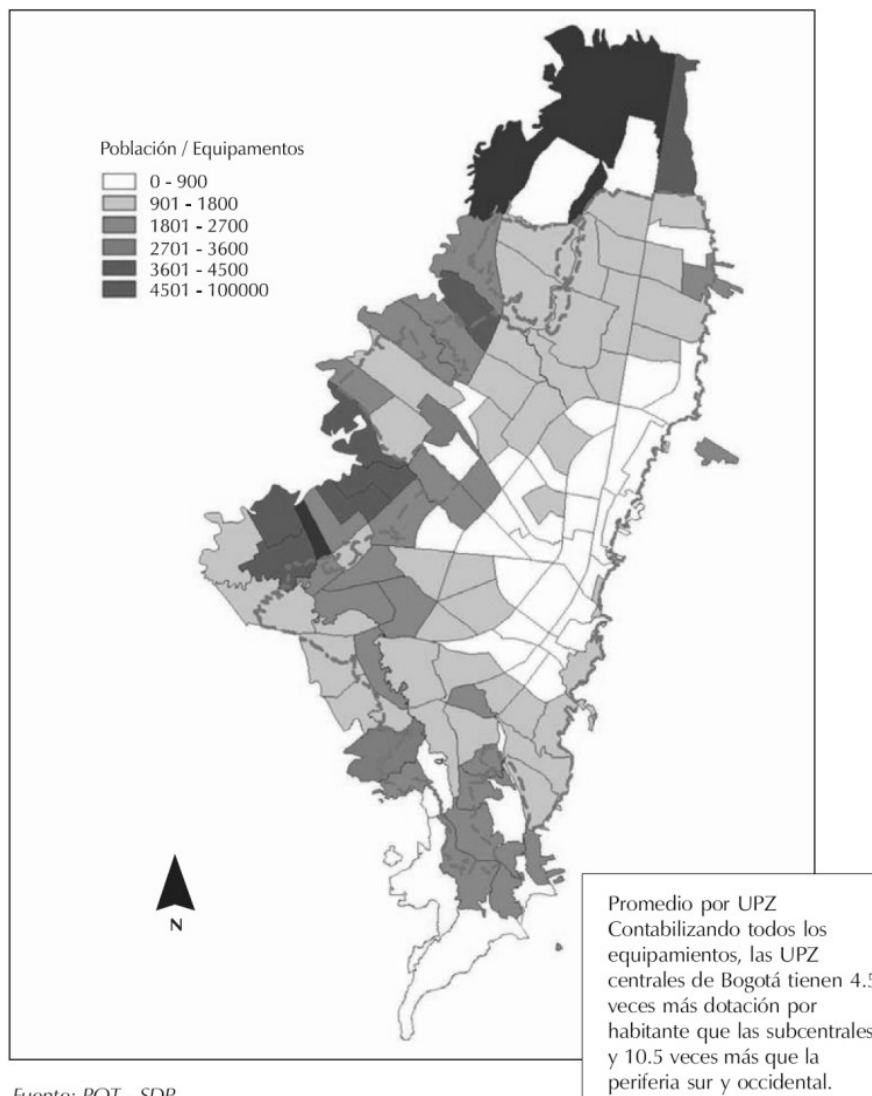 Población / Equipamentos
0 - 900
901 - 1800
1801 - 2700
2701 - 3600
3601 - 4500
4501 - 100000
N
Promedio por UPZ
Contabilizando todos los
equipamientos, las UPZ
centrales de Bogotá tienen 4.5
veces más dotación por
habitante que las subcentrales
y 10.5 veces más que la
periferia sur y occidental.
Fuente: POT - SDP